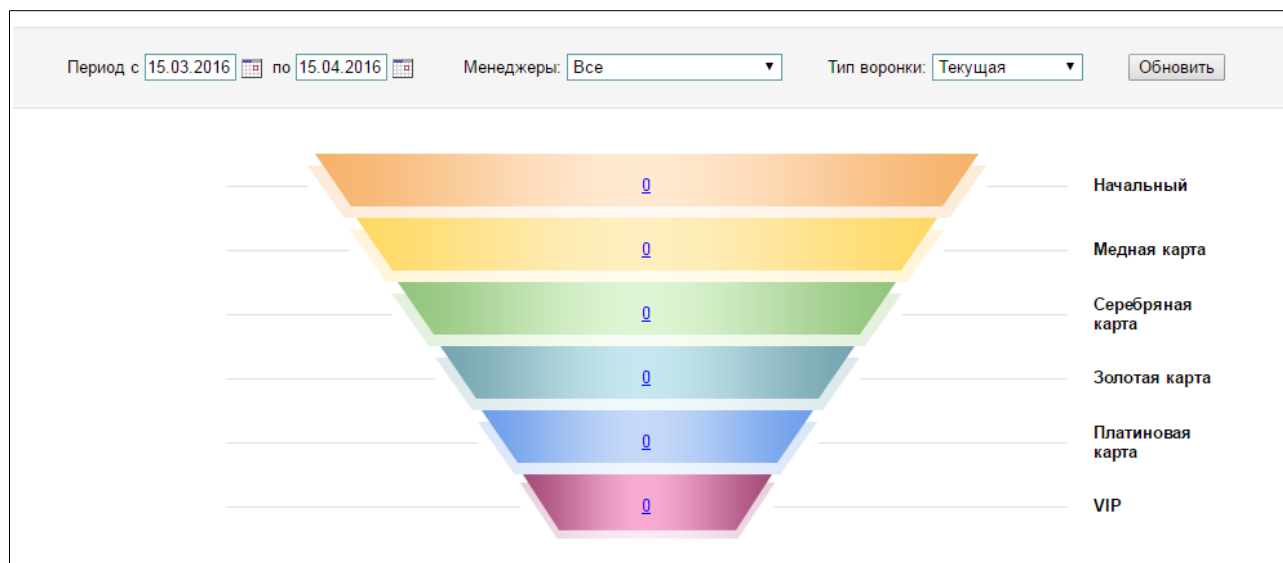 Период с 15.03.2016 по 15.04.2016 Менеджеры: Все Тип воронки: Текущая Обновить
0 Начальный
0 Медная карта
0 Серебряная
карта
0 Золотая карта
0 Платиновая
карта
0 VIP